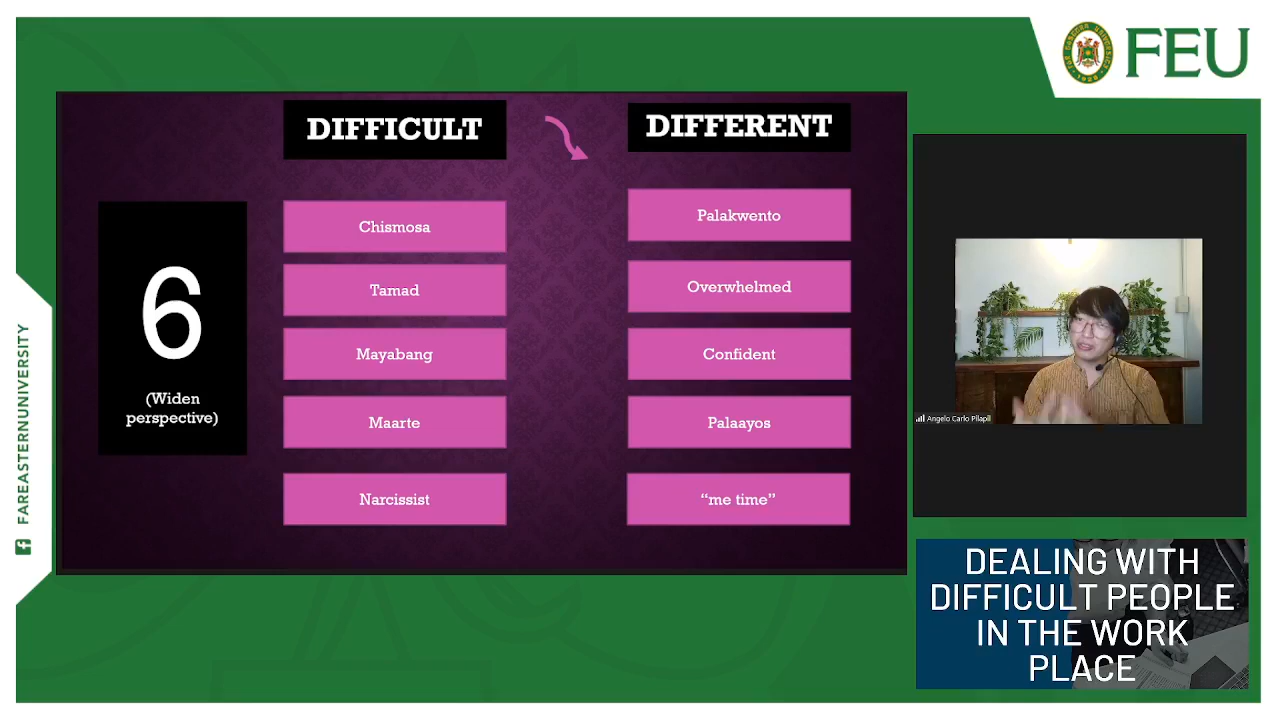 FEU
DIFFICULT
DIFFERENT
6
(Widen
perspective)
Chismosa
Palakwento
Tamad
Overwhelmed
Mayabang
Confident
Maarte
Palaayos
Narcissist
“me time”
Angelo Carlo Pilapil
DEALING WITH
DIFFICULT PEOPLE
IN THE WORK
PLACE
FAREASTERNUNIVERSITY